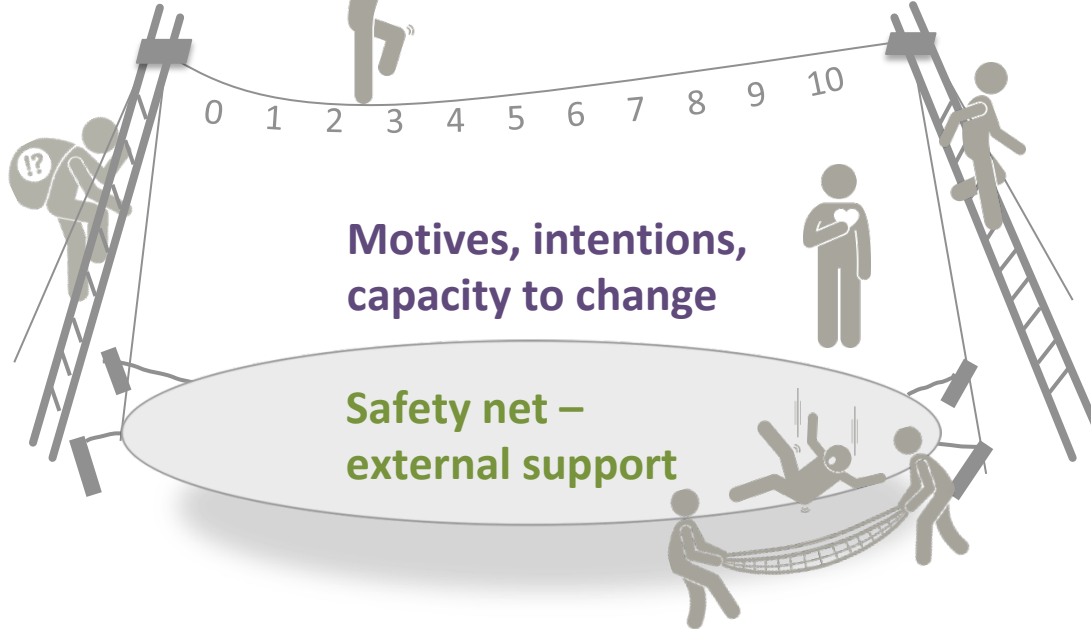 0 1 2 3 4 5 6 7 8 9 10
!?
Motives, intentions,
capacity to change
Safety net –
external support